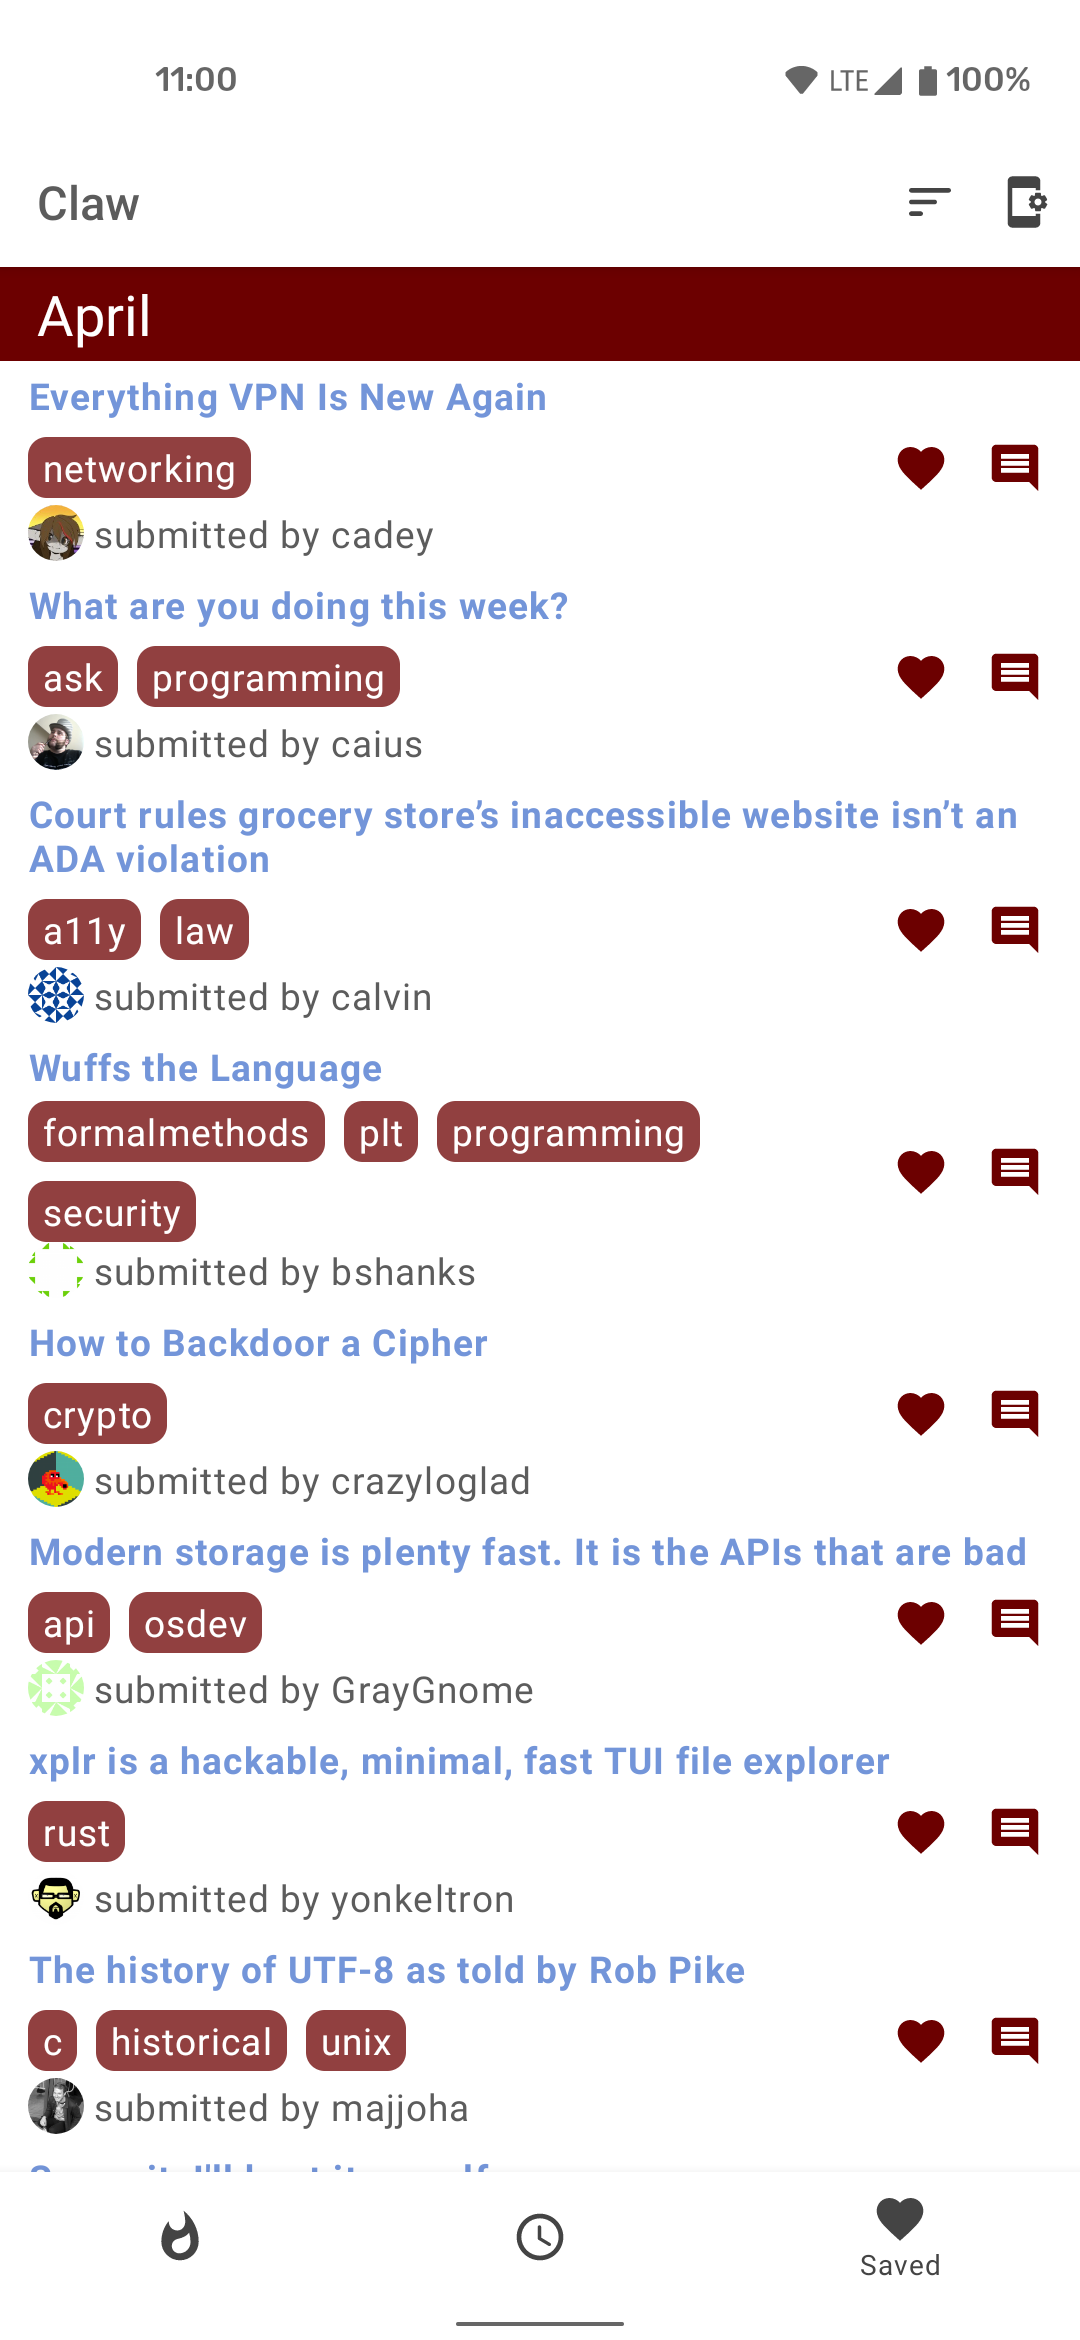 11:00
LTE 100%
Claw
April
Everything VPN Is New Again
networking
submitted by cadey
What are you doing this week?
ask programming
submitted by caius
Court rules grocery store’s inaccessible website isn’t an
ADA violation
a11y law
submitted by calvin
Wuffs the Language
formalmethods plt programming
security
submitted by bshanks
How to Backdoor a Cipher
crypto
submitted by crazyloglad
Modern storage is plenty fast. It is the APIs that are bad
api osdev
submitted by GrayGnome
xplr is a hackable, minimal, fast TUI file explorer
rust
submitted by yonkeltron
The history of UTF-8 as told by Rob Pike
c historical unix
submitted by majjoha
Saved